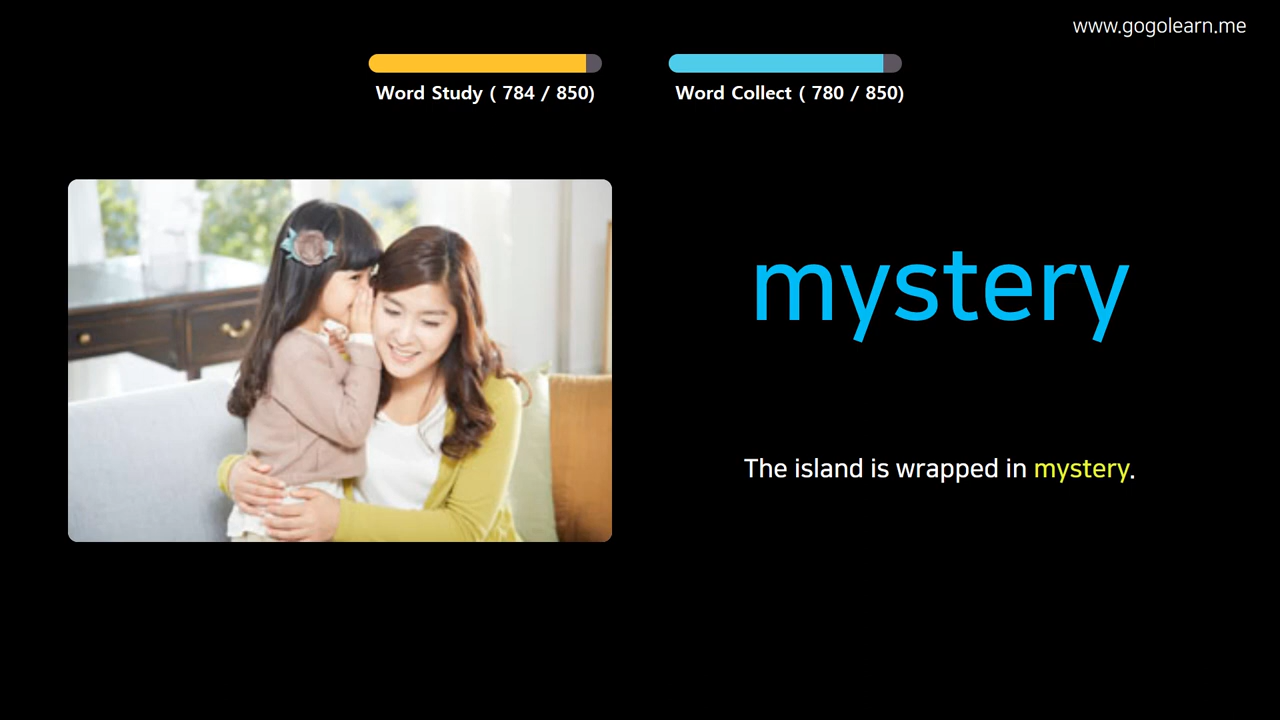 www.gogolearn.me
Word Study ( 784 / 850)
Word Collect ( 780 / 850)
mystery
The island is wrapped in mystery.